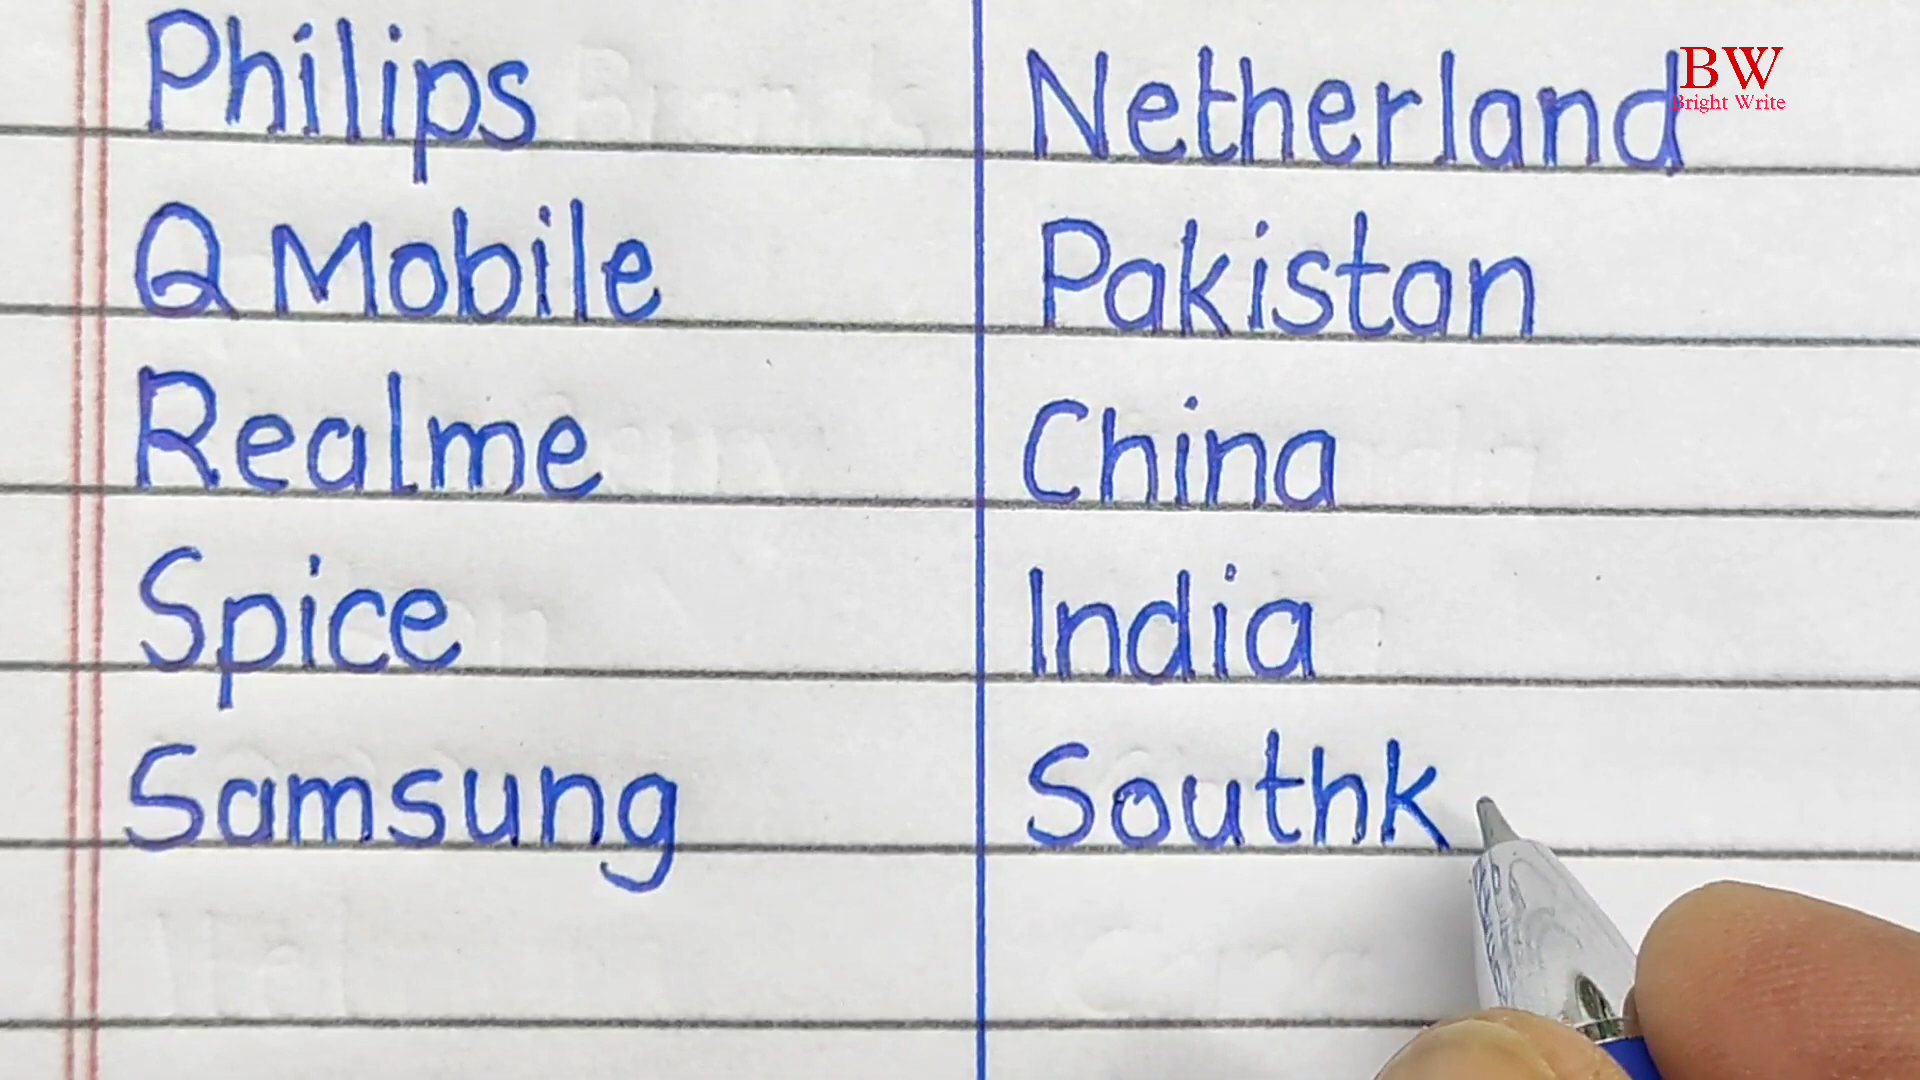 Philips Netherland
BW
Bright Write
Q Mobile Pakistan
Realme China
Spice India
Samsung Southk